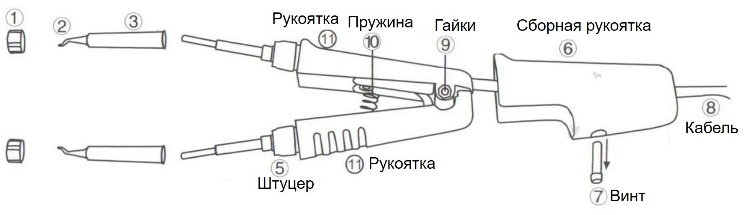 ① ② ③ Рукоятка ⑪ Пружина ⑩ Гайки ⑨ Сборная рукоятка ⑥
⑧ Кабель
⑤ Штуцер
⑪ Рукоятка
⑦ Винт